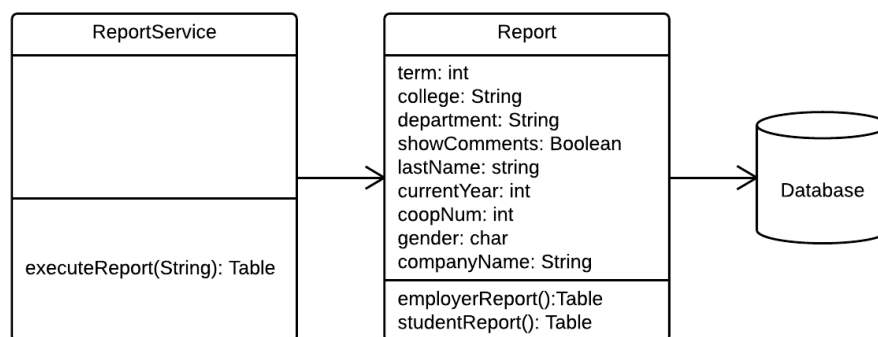 ReportService
executeReport(String): Table
Report
term: int
college: String
department: String
showComments: Boolean
lastName: string
currentYear: int
coopNum: int
gender: char
companyName: String
employerReport():Table
studentReport(): Table
Database